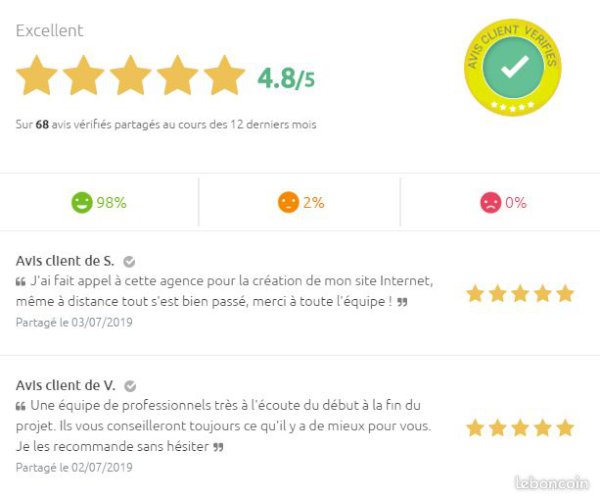 Excellent
4.8/5
AVIS CLIENT VERIFIÉS
Sur 68 avis vérifiés partagés au cours des 12 derniers mois
98%
2%
0%
Avis client de S.
❝ J'ai fait appel à cette agence pour la création de mon site Internet,
même à distance tout s'est bien passé, merci à toute l'équipe ! ❞
Partagé le 03/07/2019
Avis client de V.
❝ Une équipe de professionnels très à l'écoute du début à la fin du
projet. Ils vous conseilleront toujours ce qu'il y a de mieux pour vous.
Je les recommande sans hésiter ❞
Partagé le 02/07/2019
leboncoin